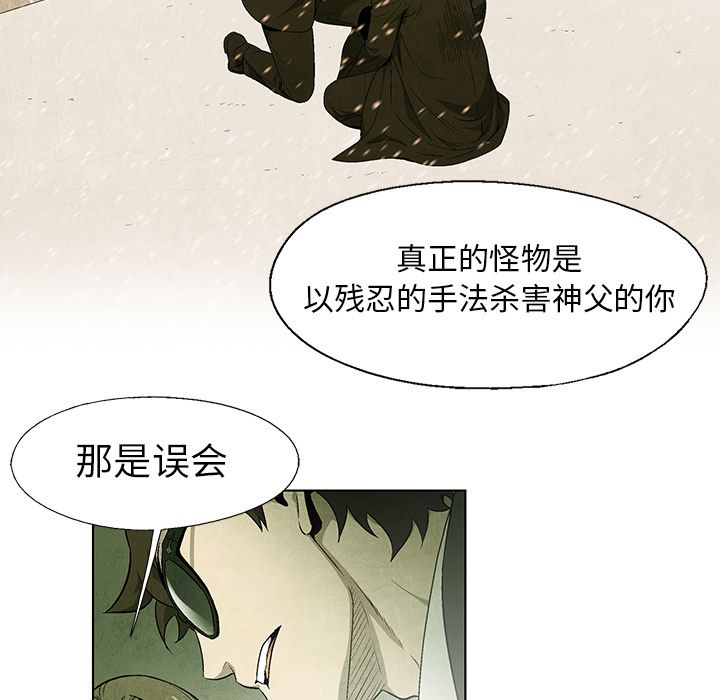 真正的怪物是
以残忍的手法杀害神父的你
那是误会